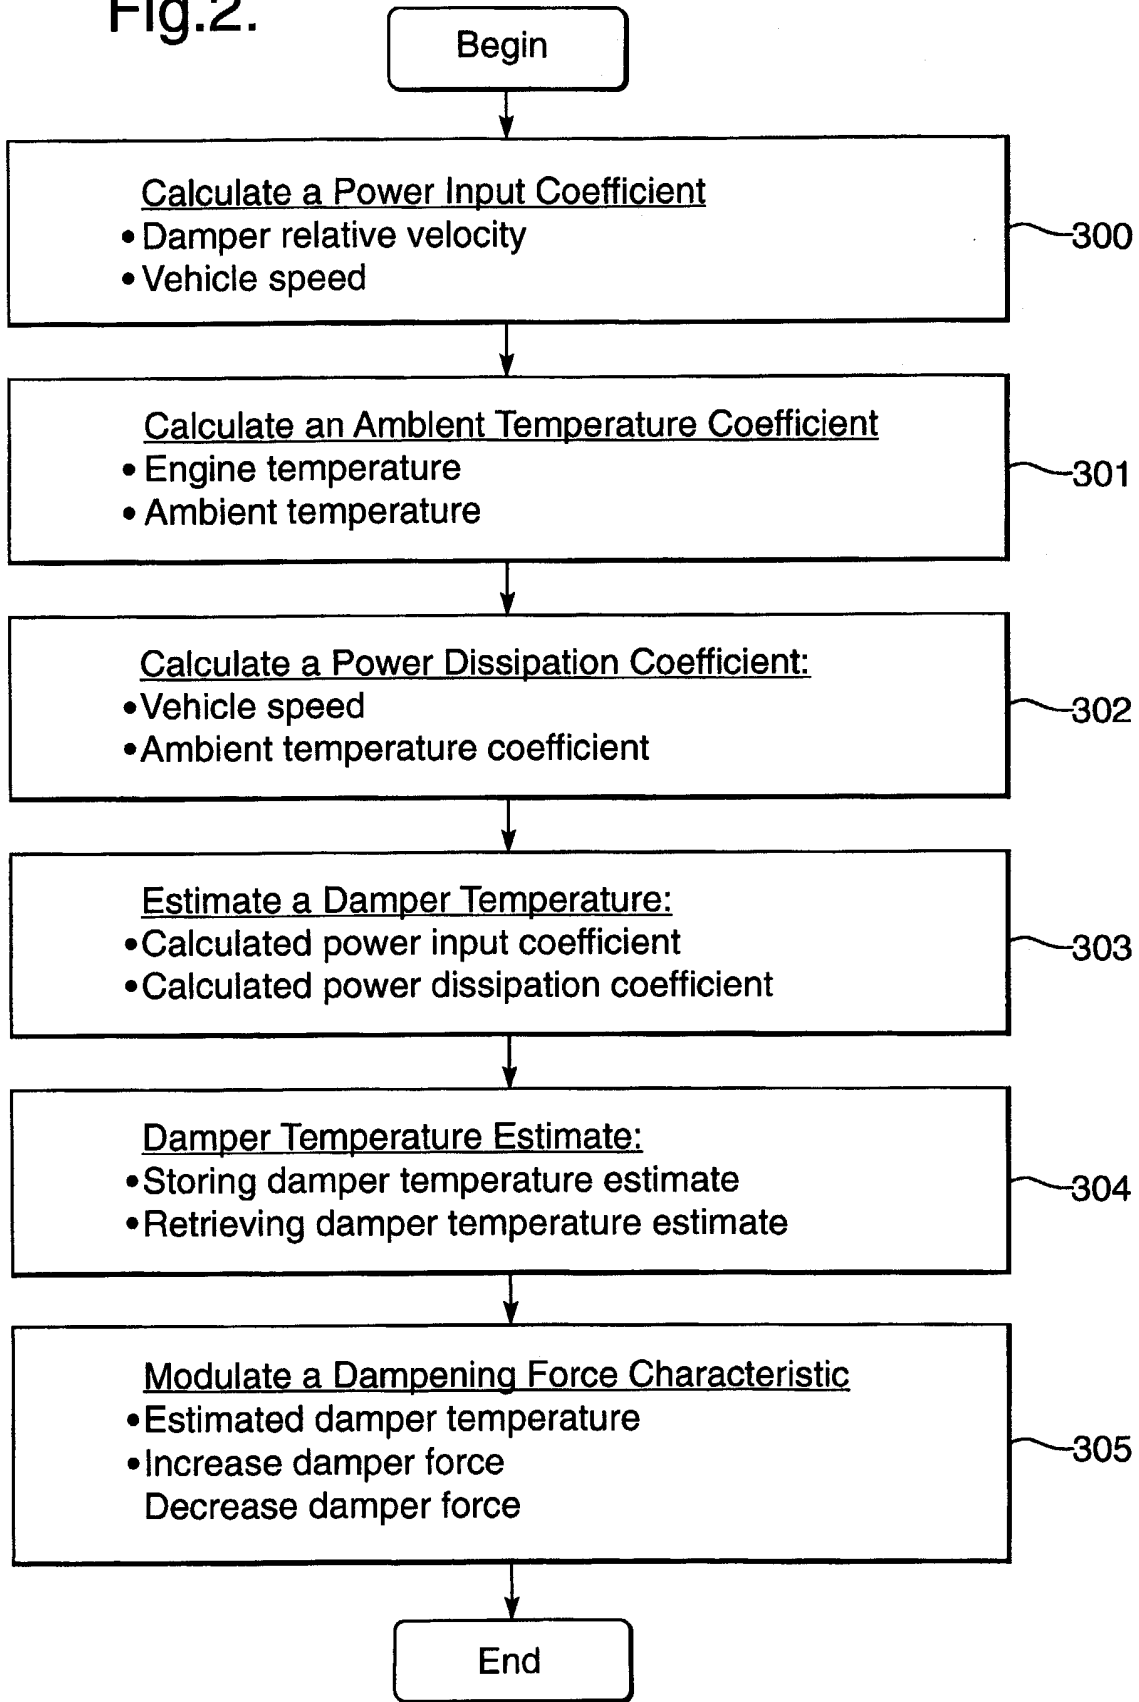 Fig.2.
Begin
Calculate a Power Input Coefficient
• Damper relative velocity
• Vehicle speed
300
Calculate an Amblent Temperature Coefficient
• Engine temperature
• Ambient temperature
301
Calculate a Power Dissipation Coefficient:
•Vehicle speed
•Ambient temperature coefficient
302
Estimate a Damper Temperature:
•Calculated power input coefficient
•Calculated power dissipation coefficient
303
Damper Temperature Estimate:
•Storing damper temperature estimate
•Retrieving damper temperature estimate
304
Modulate a Dampening Force Characteristic
•Estimated damper temperature
•Increase damper force
Decrease damper force
305
End